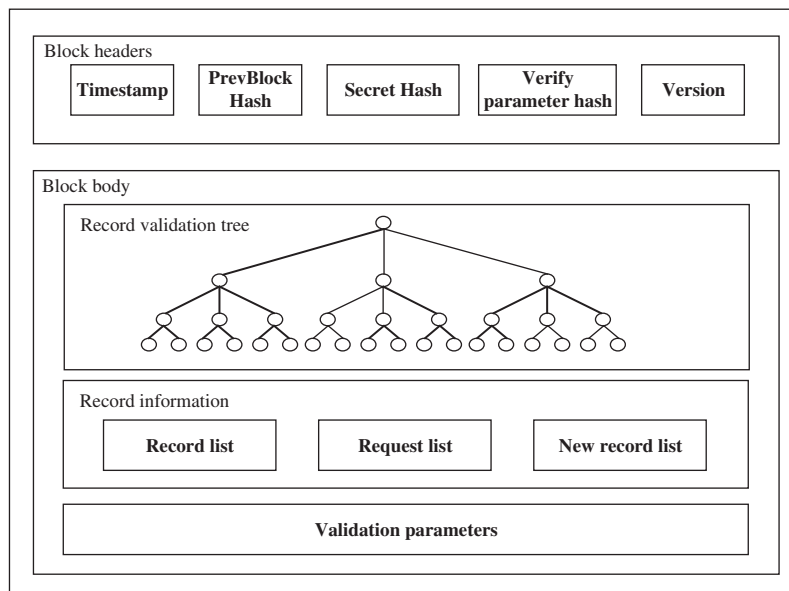 Block headers
Timestamp
PrevBlock
Hash
Secret Hash
Verify
parameter hash
Version
Block body
Record validation tree
Record information
Record list
Request list
New record list
Validation parameters